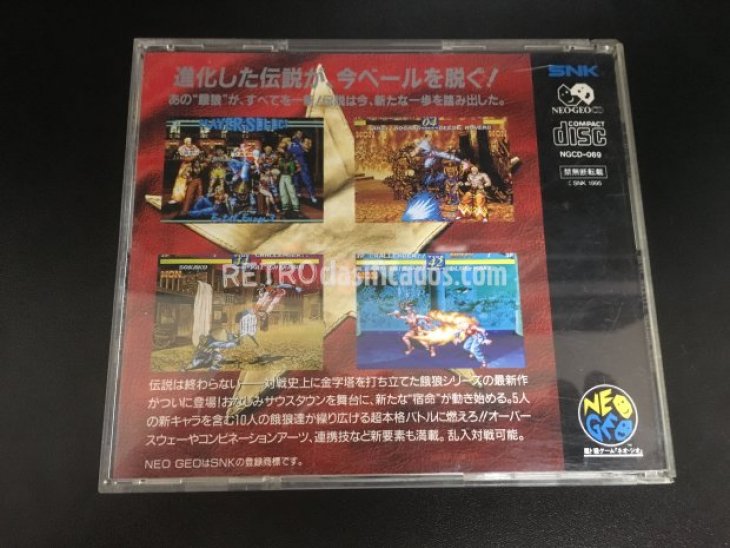 進化した伝説が、今ベールを脱ぐ!
あの“餓狼”が、すべてを一新!伝説は今、新たな一歩を踏み出した。
SNK
NEO・GEO CD
COMPACT
disc
NGCD-069
禁無断転載
© SNK 1995
PLAYER SELECT
03
WON
SOKAKU
WON
CHALLENGER
RETROclasificados.com
伝説は終わらない——対戦史上に金字塔を打ち立てた餓狼シリーズの最新作
がついに登場!おなじみサウスタウンを舞台に、新たな“宿命”が動き始める。5人
の新キャラを含む10人の餓狼達が繰り広げる超本格バトルに燃えろ!!オーバー
スウェーやコンビネーションアーツ、連携技など新要素も満載。乱入対戦可能。
NEO GEOはSNKの登録商標です。
NEO
GEO